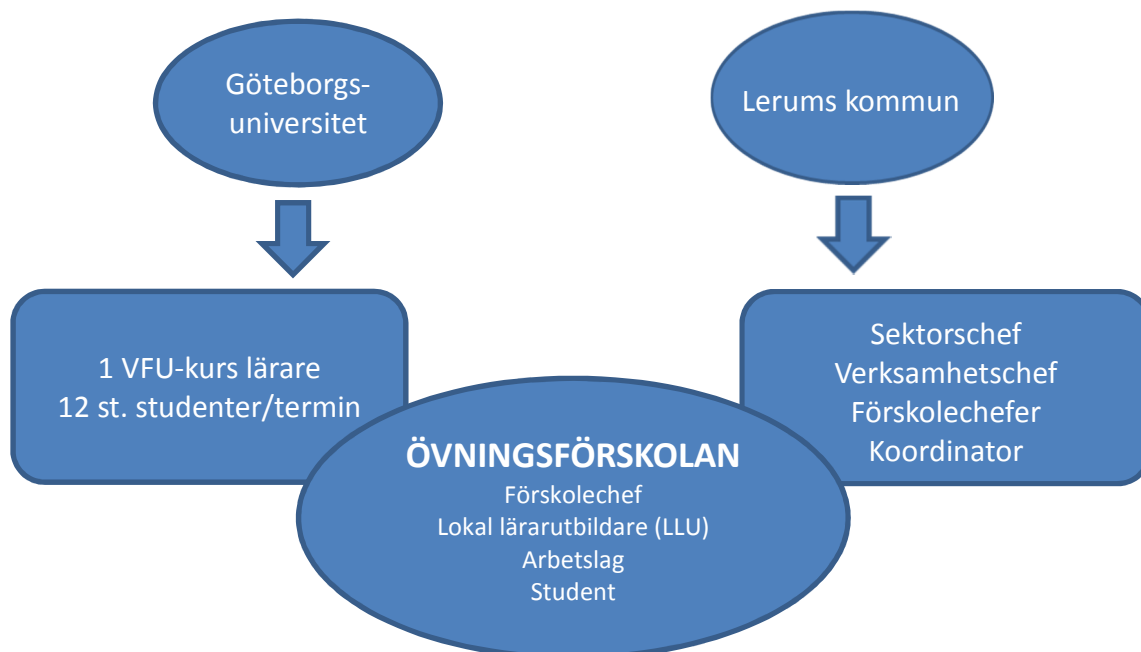 Göteborgs-
universitet
Lerums kommun
1 VFU-kurs lärare
12 st. studenter/termin
Sektorschef
Verksamhetschef
Förskolechefer
Koordinator
ÖVNINGSFÖRSKOLAN
Förskolechef
Lokal lärarutbildare (LLU)
Arbetslag
Student